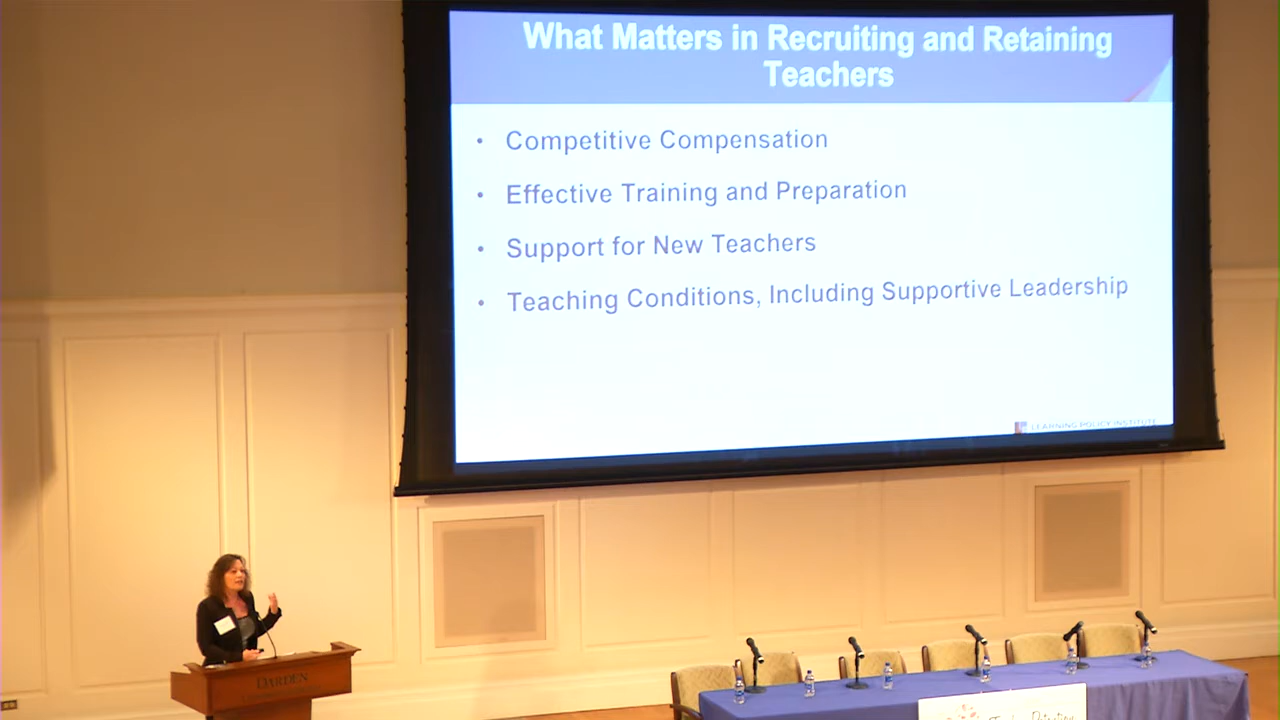 What Matters in Recruiting and Retaining
Teachers
• Competitive Compensation
• Effective Training and Preparation
• Support for New Teachers
• Teaching Conditions, Including Supportive Leadership
LEARNING POLICY INSTITUTE
DARDEN